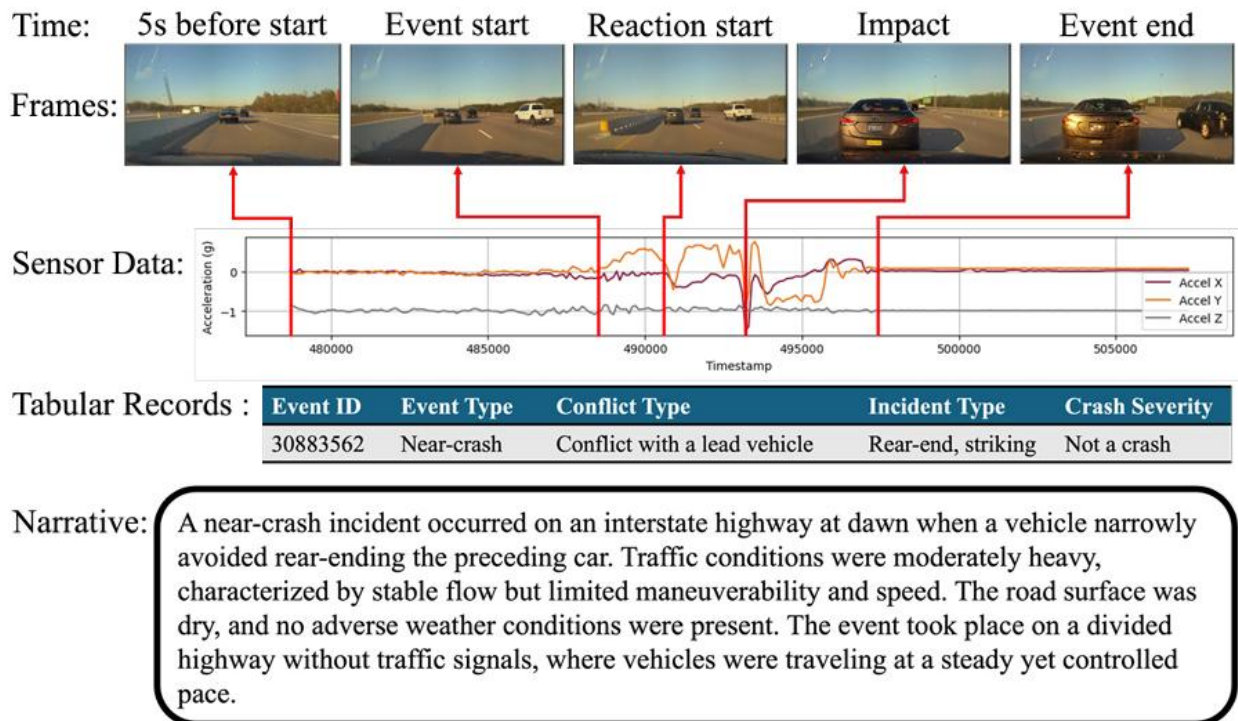 Time: 5s before start Event start Reaction start Impact Event end
Frames:
Sensor Data:
Acceleration (g)
0
−1
Accel X
Accel Y
Accel Z
480000 485000 490000 495000 500000 505000
Timestamp
Tabular Records :
Event ID Event Type Conflict Type Incident Type Crash Severity
30883562 Near-crash Conflict with a lead vehicle Rear-end, striking Not a crash
Narrative:
A near-crash incident occurred on an interstate highway at dawn when a vehicle narrowly
avoided rear-ending the preceding car. Traffic conditions were moderately heavy,
characterized by stable flow but limited maneuverability and speed. The road surface was
dry, and no adverse weather conditions were present. The event took place on a divided
highway without traffic signals, where vehicles were traveling at a steady yet controlled
pace.